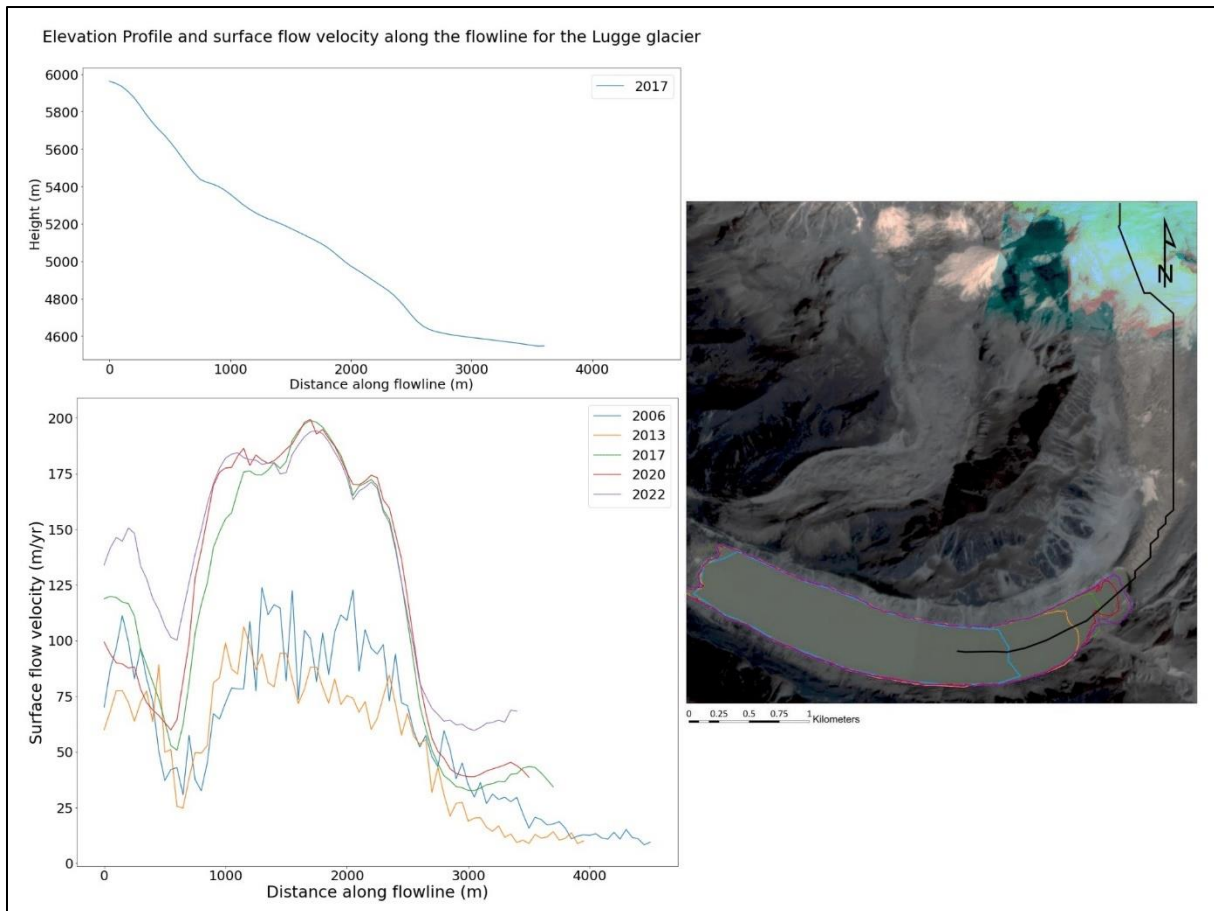 Elevation Profile and surface flow velocity along the flowline for the Lugge glacier
6000
5800
5600
5400
5200
5000
4800
4600
Height (m)
2017
0 1000 2000 3000 4000
Distance along flowline (m)
200
175
150
125
100
75
50
25
0
Surface flow velocity (m/yr)
2006
2013
2017
2020
2022
0 1000 2000 3000 4000
Distance along flowline (m)
N
0 0.25 0.5 0.75 1
Kilometers